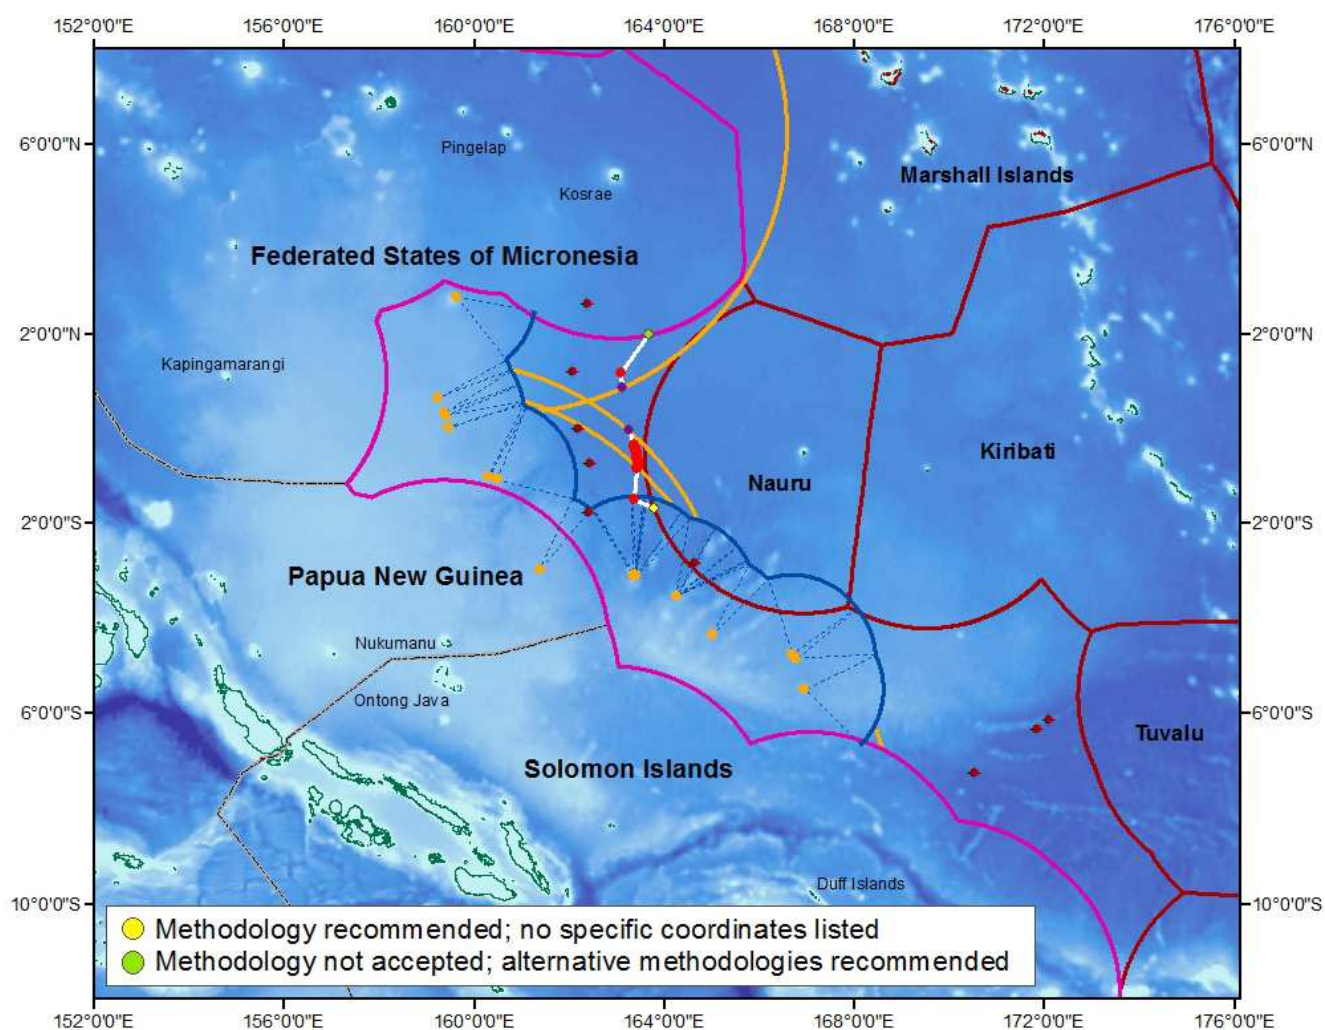 152°0'0"E 156°0'0"E 160°0'0"E 164°0'0"E 168°0'0"E 172°0'0"E 176°0'0"E
6°0'0"N Pingelap 6°0'0"N
Marshall Islands
Kosrae
Federated States of Micronesia
2°0'0"N 2°0'0"N
Kapingamarangi
Kiribati
Nauru
2°0'0"S 2°0'0"S
Papua New Guinea
Nukumanu
Ontong Java
6°0'0"S 6°0'0"S
Tuvalu
Solomon Islands
Duff Islands
10°0'0"S 10°0'0"S
Methodology recommended; no specific coordinates listed
Methodology not accepted; alternative methodologies recommended
152°0'0"E 156°0'0"E 160°0'0"E 164°0'0"E 168°0'0"E 172°0'0"E 176°0'0"E